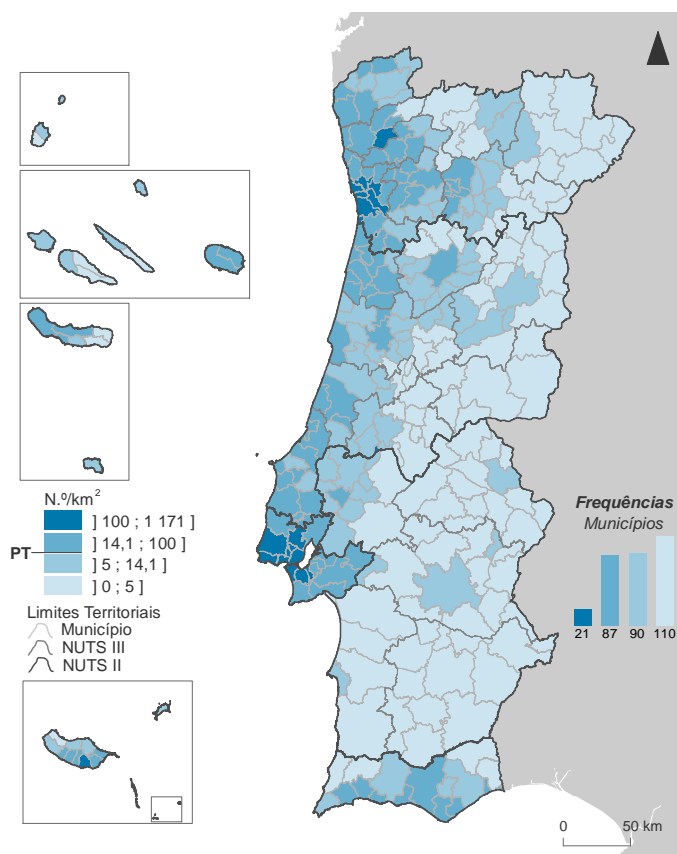 N.º/km²
] 100 ; 1 171 ]
] 14,1 ; 100 ]
PT
] 5 ; 14,1 ]
] 0 ; 5 ]
Limites Territoriais
Município
NUTS III
NUTS II
Frequências
Municípios
21 87 90 110
0 50 km